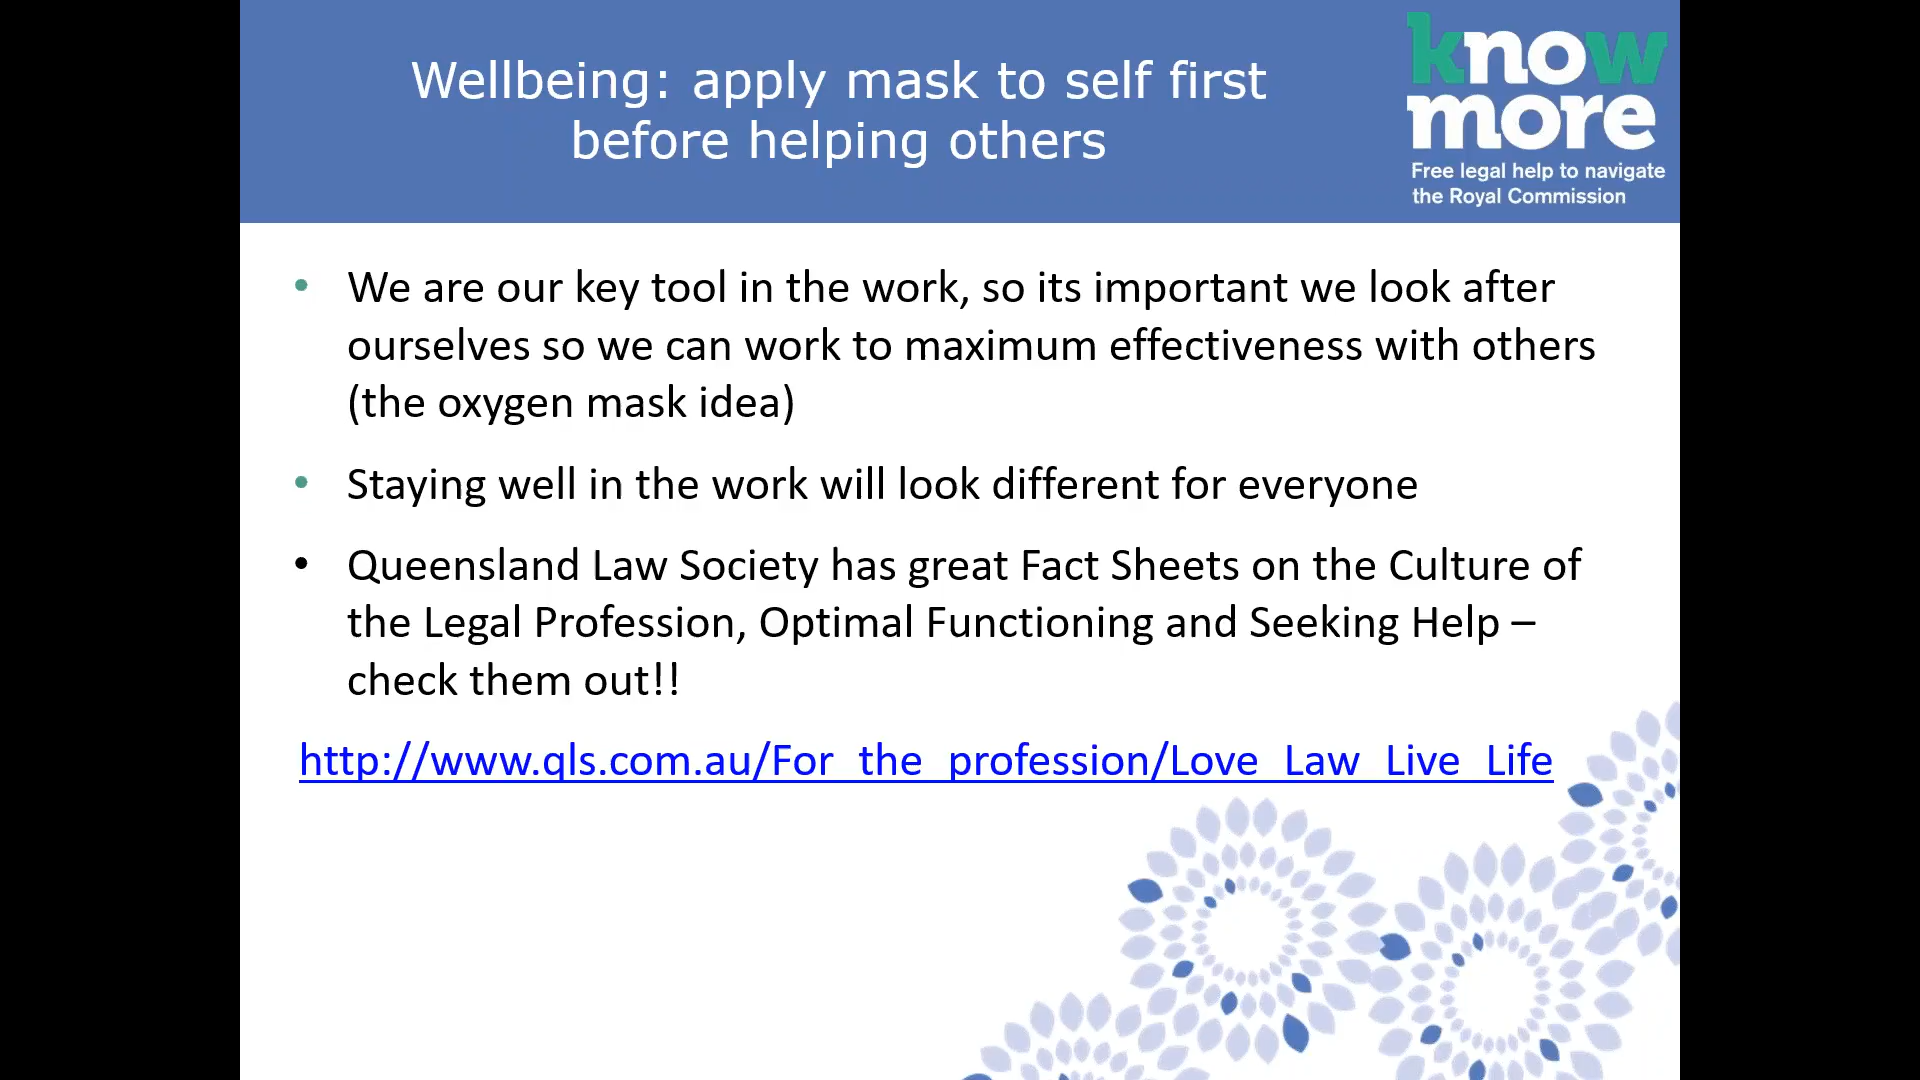 Wellbeing: apply mask to self first
before helping others
know
more
Free legal help to navigate
the Royal Commission
• We are our key tool in the work, so its important we look after
ourselves so we can work to maximum effectiveness with others
(the oxygen mask idea)
• Staying well in the work will look different for everyone
• Queensland Law Society has great Fact Sheets on the Culture of
the Legal Profession, Optimal Functioning and Seeking Help –
check them out!!
http://www.qls.com.au/For_the_profession/Love_Law_Live_Life